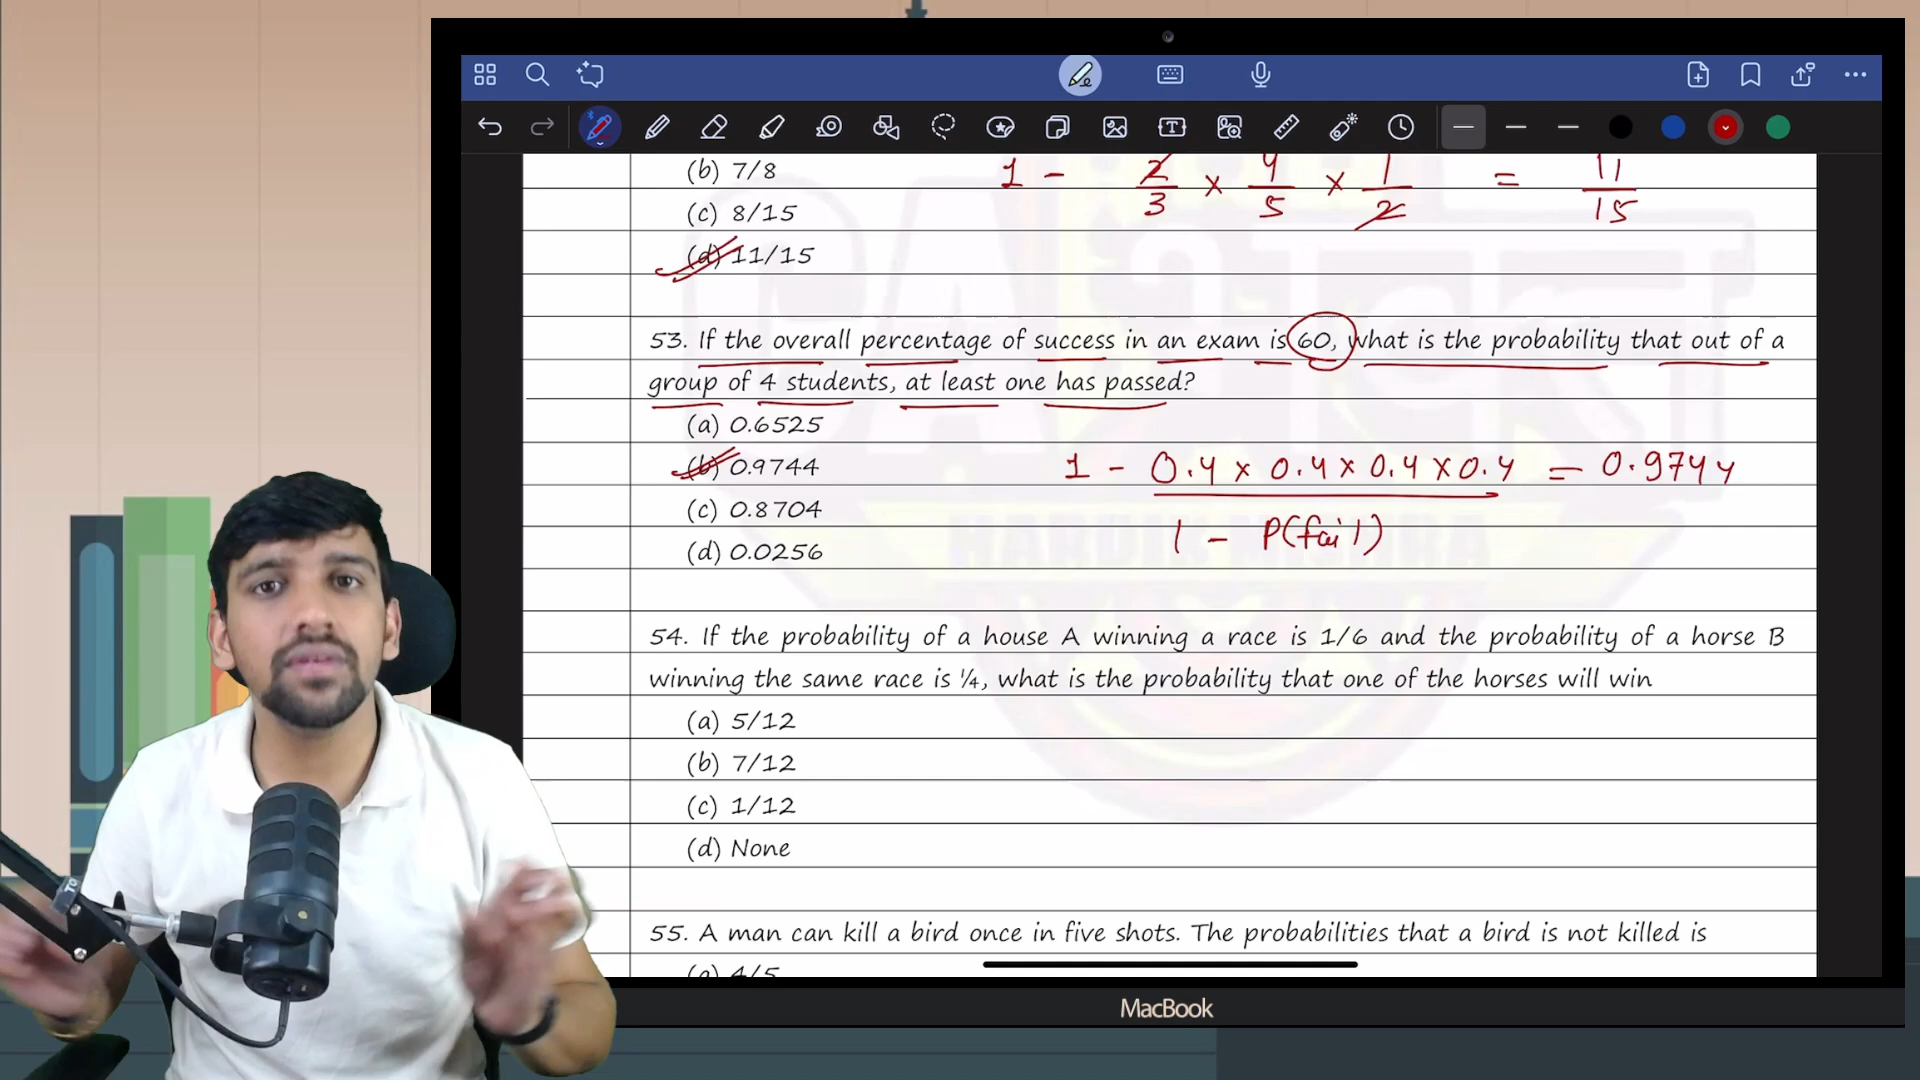 (b) 7/8
1 - 2/3 × 4/5 × 1/2 = 11/15
(c) 8/15
(d) 11/15
53. If the overall percentage of success in an exam is 60, what is the probability that out of a
group of 4 students, at least one has passed?
(a) 0.6525
(b) 0.9744
1 - 0.4 × 0.4 × 0.4 × 0.4 = 0.9744
(c) 0.8704
1 - P(fail)
(d) 0.0256
HARDIK MISHRA
54. If the probability of a house A winning a race is 1/6 and the probability of a horse B
winning the same race is ¼, what is the probability that one of the horses will win
(a) 5/12
(b) 7/12
(c) 1/12
(d) None
55. A man can kill a bird once in five shots. The probabilities that a bird is not killed is
(a) 4/5
MacBook